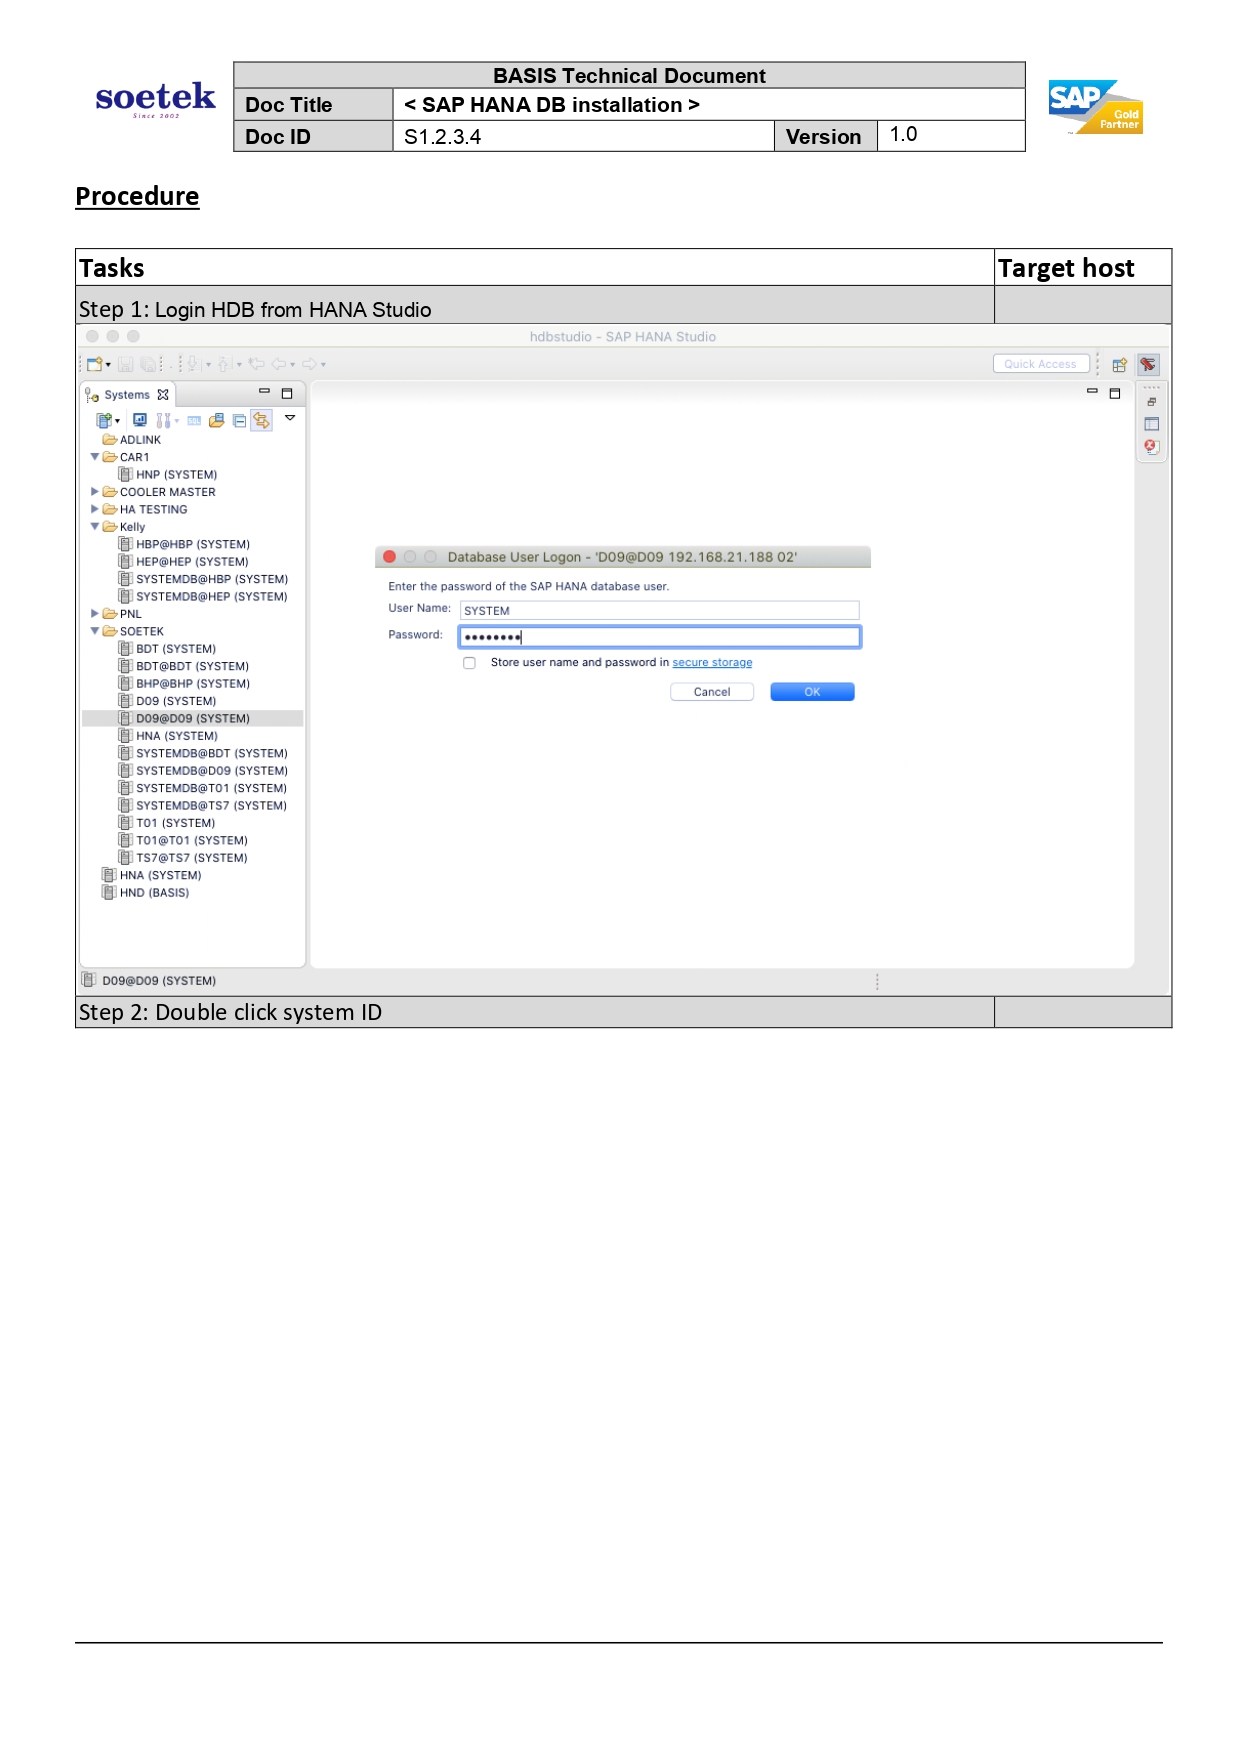 soetek
Since 2002
BASIS Technical Document
Doc Title < SAP HANA DB installation >
Doc ID S1.2.3.4 Version 1.0
SAP Gold
Partner
Procedure
Tasks Target host
Step 1: Login HDB from HANA Studio
hdbstudio - SAP HANA Studio
Quick Access
Systems
ADLINK
CAR1
HNP (SYSTEM)
COOLER MASTER
HA TESTING
Kelly
HBP@HBP (SYSTEM)
HEP@HEP (SYSTEM)
SYSTEMDB@HBP (SYSTEM)
SYSTEMDB@HEP (SYSTEM)
PNL
SOETEK
BDT (SYSTEM)
BDT@BDT (SYSTEM)
BHP@BHP (SYSTEM)
D09 (SYSTEM)
D09@D09 (SYSTEM)
HNA (SYSTEM)
SYSTEMDB@BDT (SYSTEM)
SYSTEMDB@D09 (SYSTEM)
SYSTEMDB@T01 (SYSTEM)
SYSTEMDB@TS7 (SYSTEM)
T01 (SYSTEM)
T01@T01 (SYSTEM)
TS7@TS7 (SYSTEM)
HNA (SYSTEM)
HND (BASIS)
Database User Logon - 'D09@D09 192.168.21.188 02'
Enter the password of the SAP HANA database user.
User Name: SYSTEM
Password: ••••••••
Store user name and password in secure storage
Cancel OK
D09@D09 (SYSTEM)
Step 2: Double click system ID